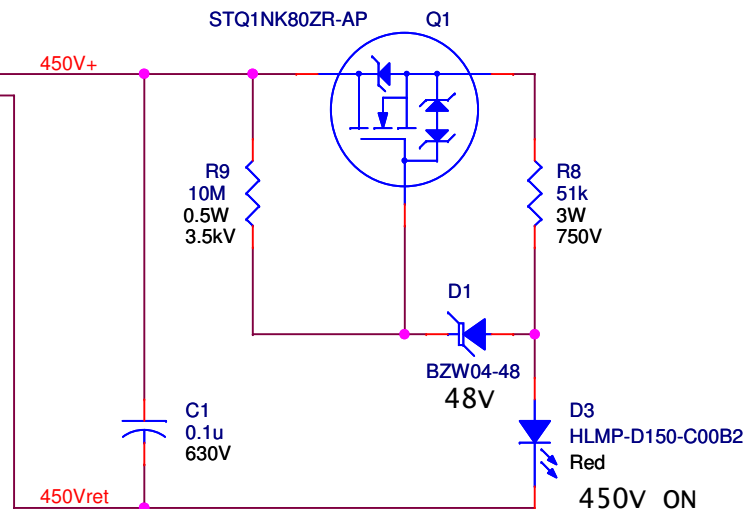 STQ1NK80ZR-AP
Q1
450V+
R9
10M
0.5W
3.5kV
R8
51k
3W
750V
D1
BZW04-48
48V
C1
0.1u
630V
D3
HLMP-D150-C00B2
Red
450Vret
450V ON